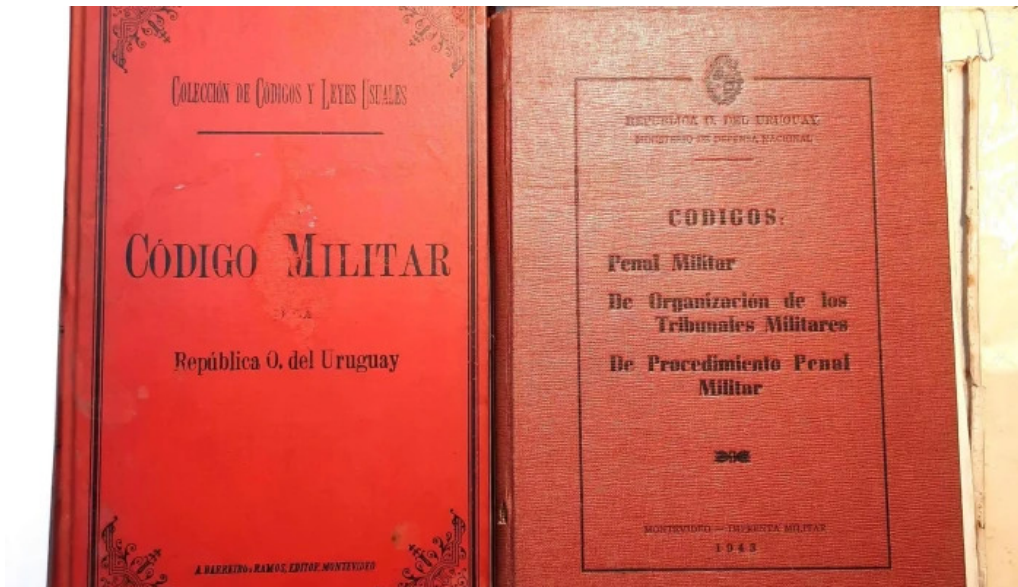 COLECCIÓN DE CÓDIGOS Y LEYES USUALES
CÓDIGO MILITAR
República O. del Uruguay
A. BARREIRO Y RAMOS, EDITOR, MONTEVIDEO
REPUBLICA O. DEL URUGUAY
MINISTERIO DE DEFENSA NACIONAL
CODIGOS:
Penal Militar
De Organización de los
Tribunales Militares
De Procedimiento Penal
Militar
MONTEVIDEO — IMPRENTA MILITAR
1943